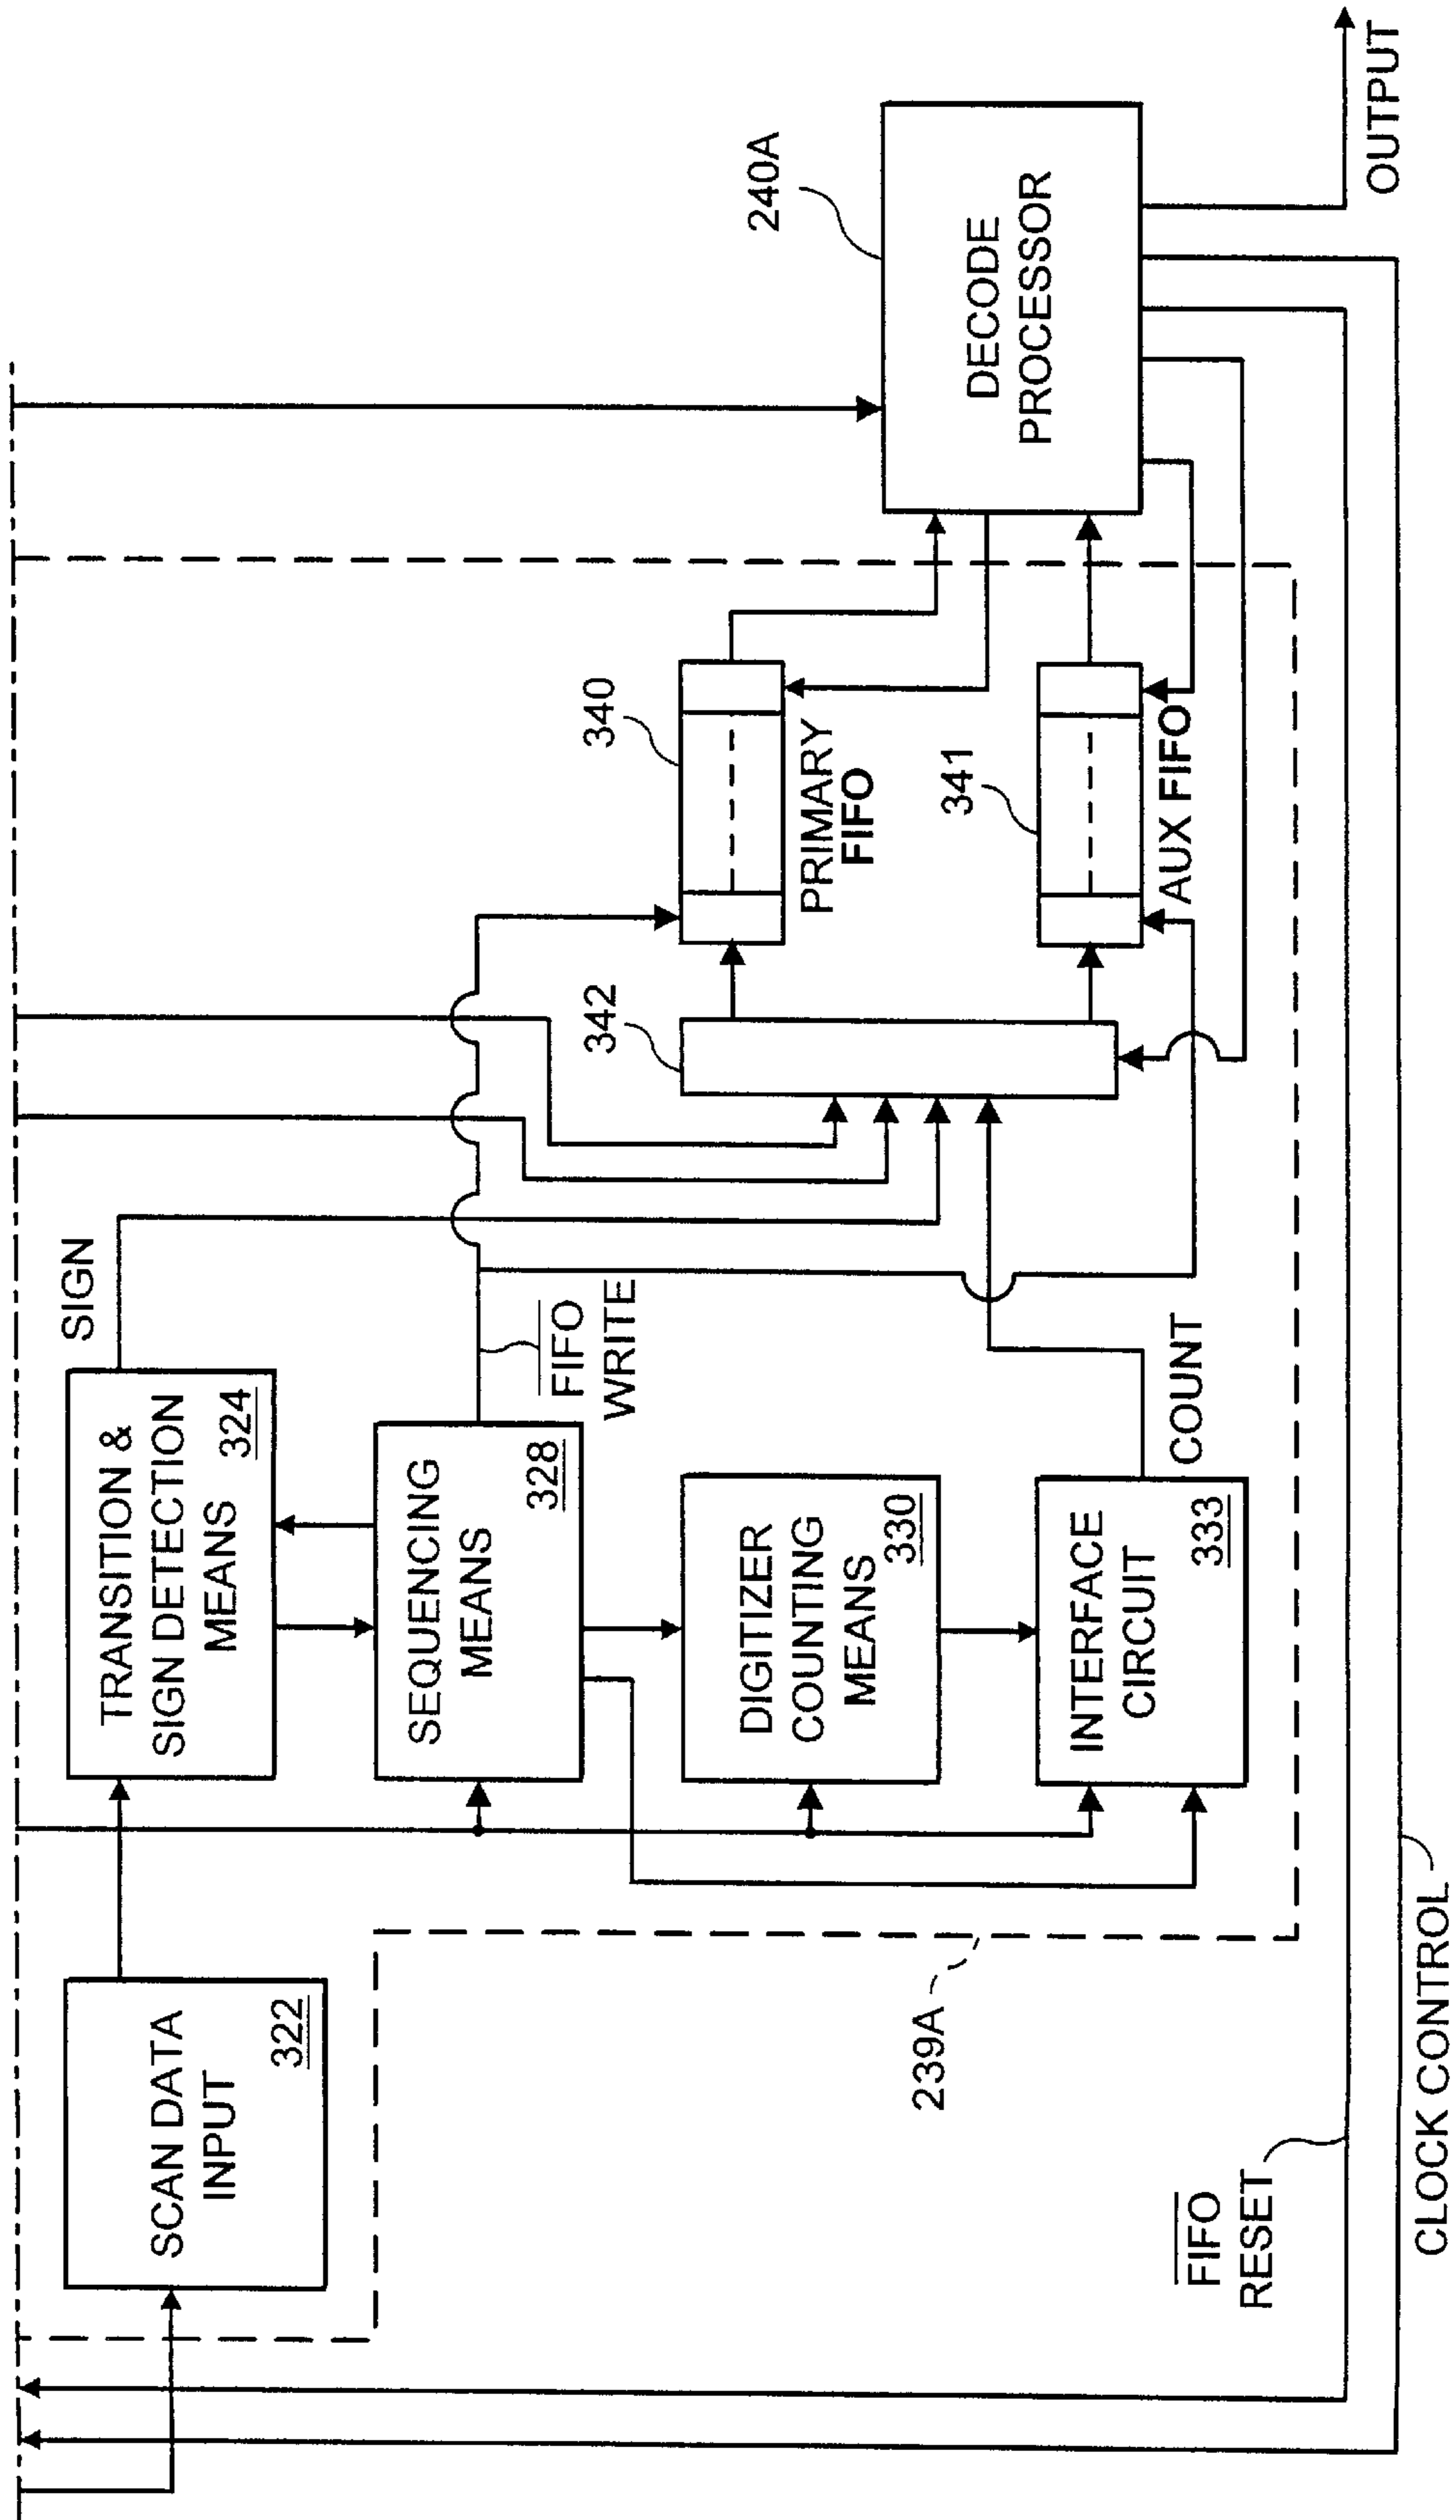 SCAN DATA
INPUT
322
TRANSITION &
SIGN DETECTION
MEANS
324
SIGN
SEQUENCING
MEANS
328
FIFO
WRITE
DIGITIZER
COUNTING
MEANS
330
INTERFACE
CIRCUIT
333
COUNT
342
340
PRIMARY
FIFO
341
AUX FIFO
240A
DECODE
PROCESSOR
OUTPUT
239A
FIFO
RESET
CLOCK CONTROL